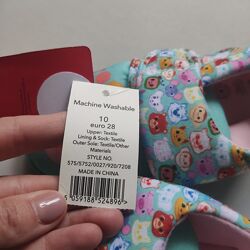 Machine Washable
10
euro 28
Upper: Textile
Lining & Sock: Textile
Outer Sole: Textile/Other
Materials
STYLE NO
575/5752/0027/920/7208
MADE IN CHINA
5 059188 524896